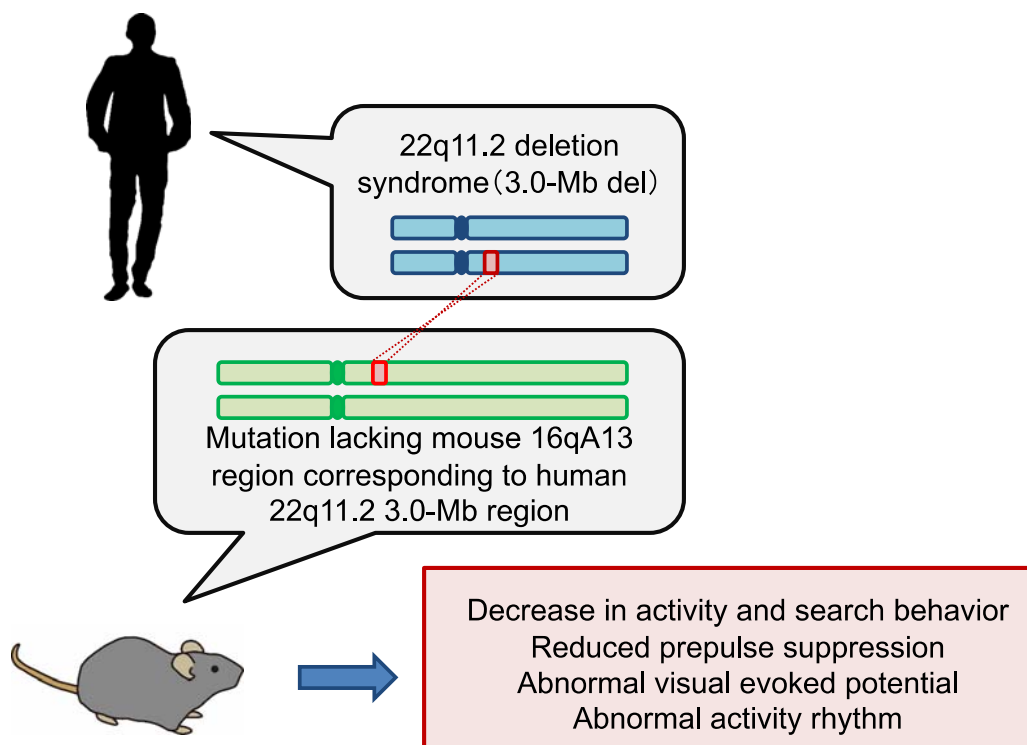 22q11.2 deletion
syndrome（3.0-Mb del）
Mutation lacking mouse 16qA13
region corresponding to human
22q11.2 3.0-Mb region
Decrease in activity and search behavior
Reduced prepulse suppression
Abnormal visual evoked potential
Abnormal activity rhythm